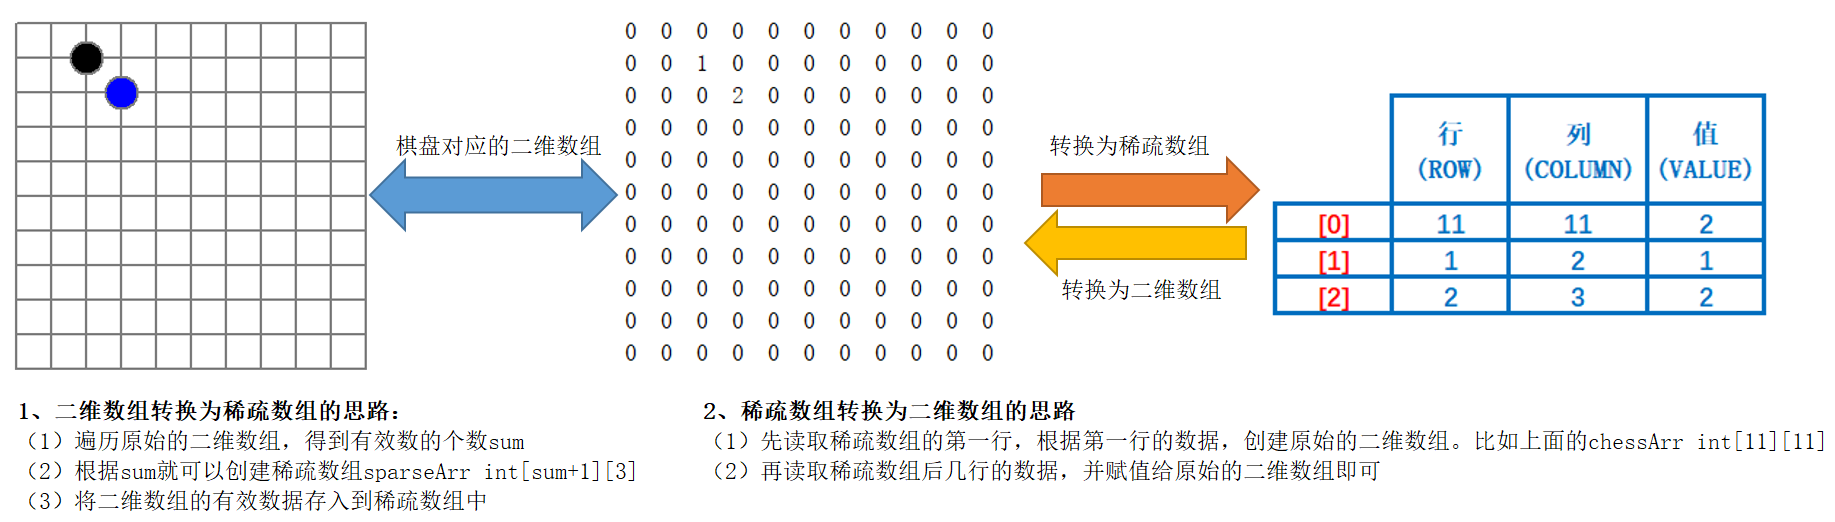 0 0 0 0 0 0 0 0 0 0 0
0 0 1 0 0 0 0 0 0 0 0
0 0 0 2 0 0 0 0 0 0 0
0 0 0 0 0 0 0 0 0 0 0
0 0 0 0 0 0 0 0 0 0 0
0 0 0 0 0 0 0 0 0 0 0
0 0 0 0 0 0 0 0 0 0 0
0 0 0 0 0 0 0 0 0 0 0
0 0 0 0 0 0 0 0 0 0 0
0 0 0 0 0 0 0 0 0 0 0
0 0 0 0 0 0 0 0 0 0 0
棋盘对应的二维数组
转换为稀疏数组
转换为二维数组
行 列 值
(ROW) (COLUMN) (VALUE)
[0] 11 11 2
[1] 1 2 1
[2] 2 3 2
1、二维数组转换为稀疏数组的思路：
（1）遍历原始的二维数组，得到有效数的个数sum
（2）根据sum就可以创建稀疏数组sparseArr int[sum+1][3]
（3）将二维数组的有效数据存入到稀疏数组中
2、稀疏数组转换为二维数组的思路
（1）先读取稀疏数组的第一行，根据第一行的数据，创建原始的二维数组。比如上面的chessArr int[11][11]
（2）再读取稀疏数组后几行的数据，并赋值给原始的二维数组即可